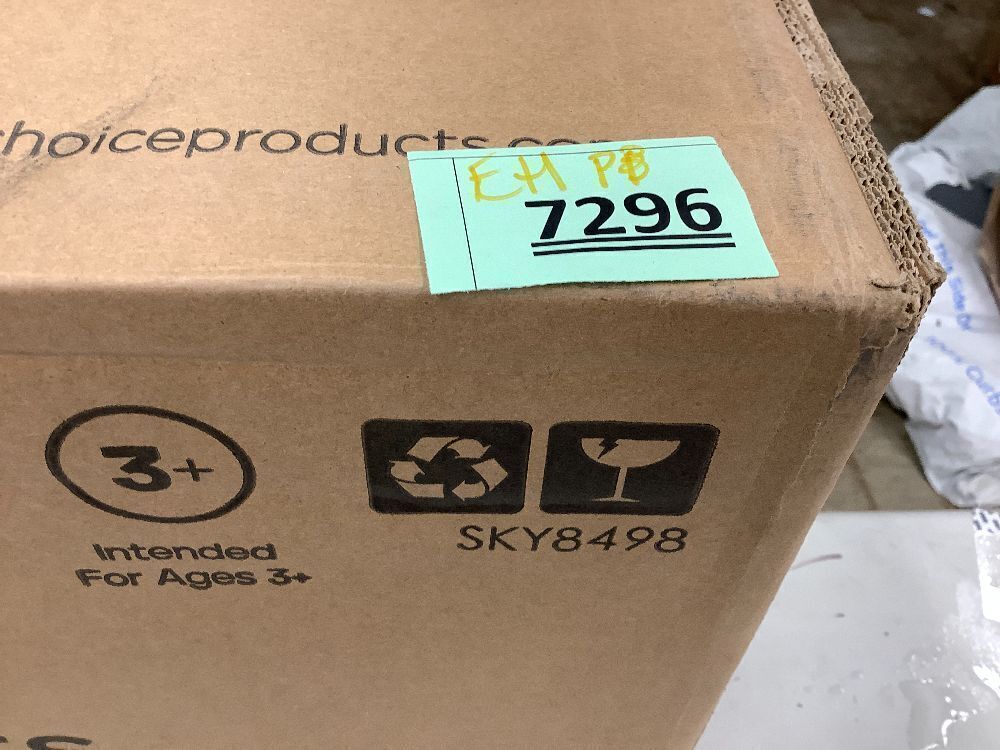 choiceproducts.com
EH PB
7296
3+
Intended
For Ages 3+
SKY8498